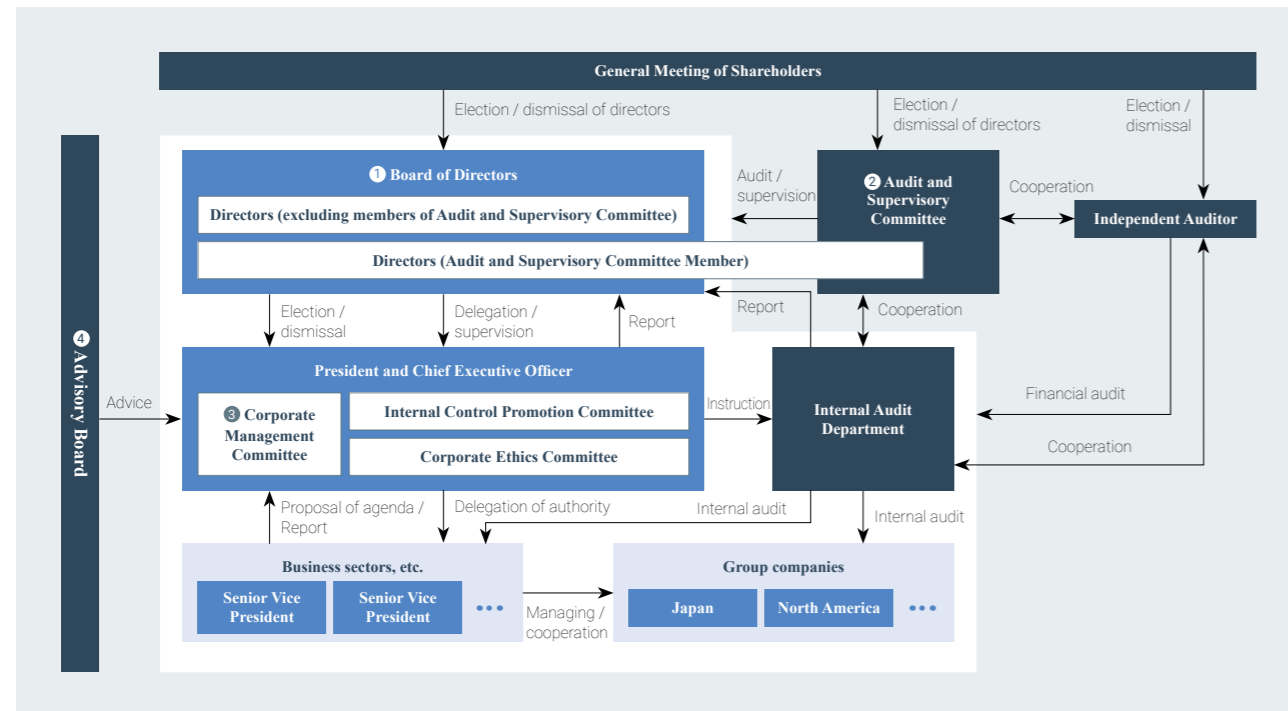 General Meeting of Shareholders
Election / dismissal of directors
Election /
dismissal of directors
Election /
dismissal
1 Board of Directors
Directors (excluding members of Audit and Supervisory Committee)
Directors (Audit and Supervisory Committee Member)
Audit /
supervision
2 Audit and
Supervisory
Committee
Cooperation
Independent Auditor
Election /
dismissal
Delegation /
supervision
Report
Report
Cooperation
4 Advisory Board
Advice
President and Chief Executive Officer
3 Corporate
Management
Committee
Internal Control Promotion Committee
Corporate Ethics Committee
Instruction
Internal Audit
Department
Financial audit
Cooperation
Proposal of agenda /
Report
Delegation of authority
Internal audit
Internal audit
Business sectors, etc.
Senior Vice
President
Senior Vice
President
•••
Managing /
cooperation
Group companies
Japan
North America
•••